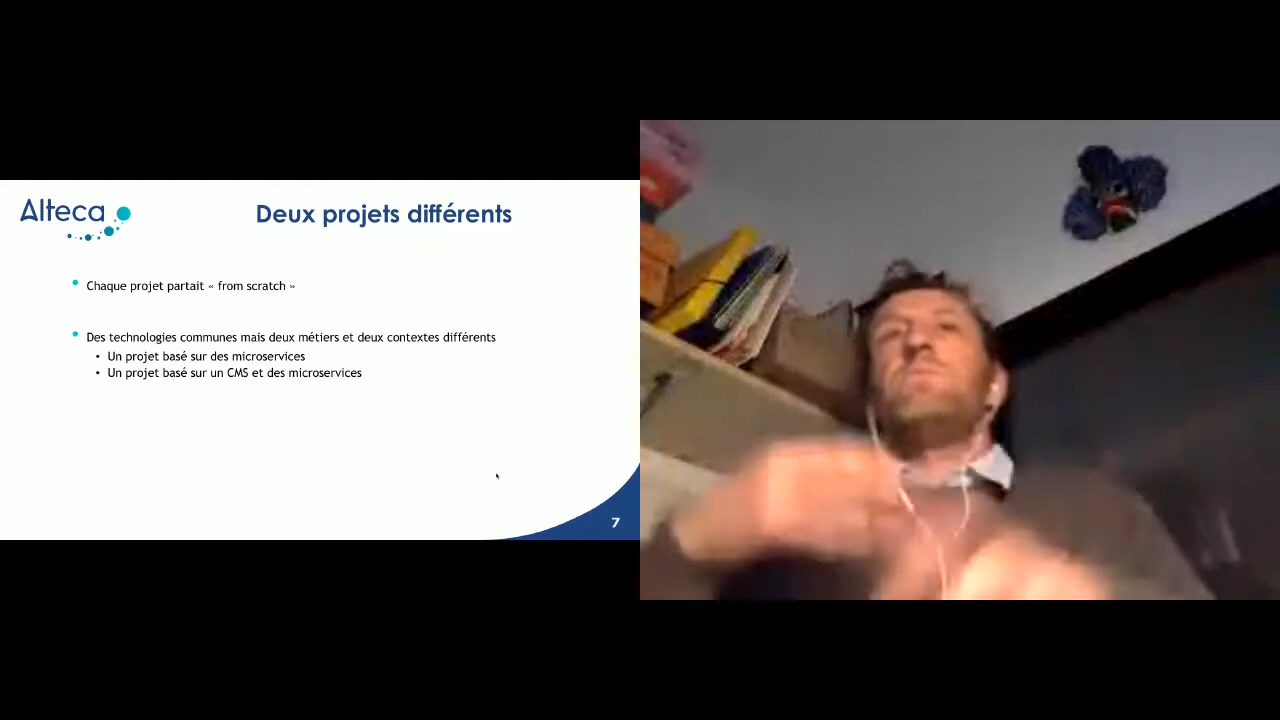 Alteca
Deux projets différents
• Chaque projet partait « from scratch »
• Des technologies communes mais deux métiers et deux contextes différents
• Un projet basé sur des microservices
• Un projet basé sur un CMS et des microservices
7